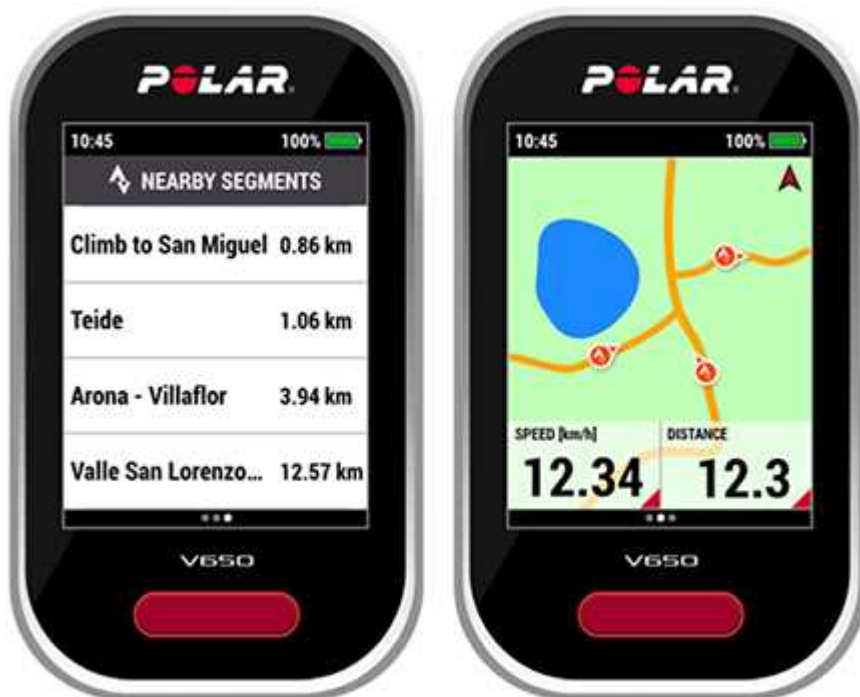 POLAR
10:45 100%
NEARBY SEGMENTS
Climb to San Miguel 0.86 km
Teide 1.06 km
Arona - Villaflor 3.94 km
Valle San Lorenzo... 12.57 km
V650
POLAR
10:45 100%
SPEED [km/h] DISTANCE
12.34 12.3
V650